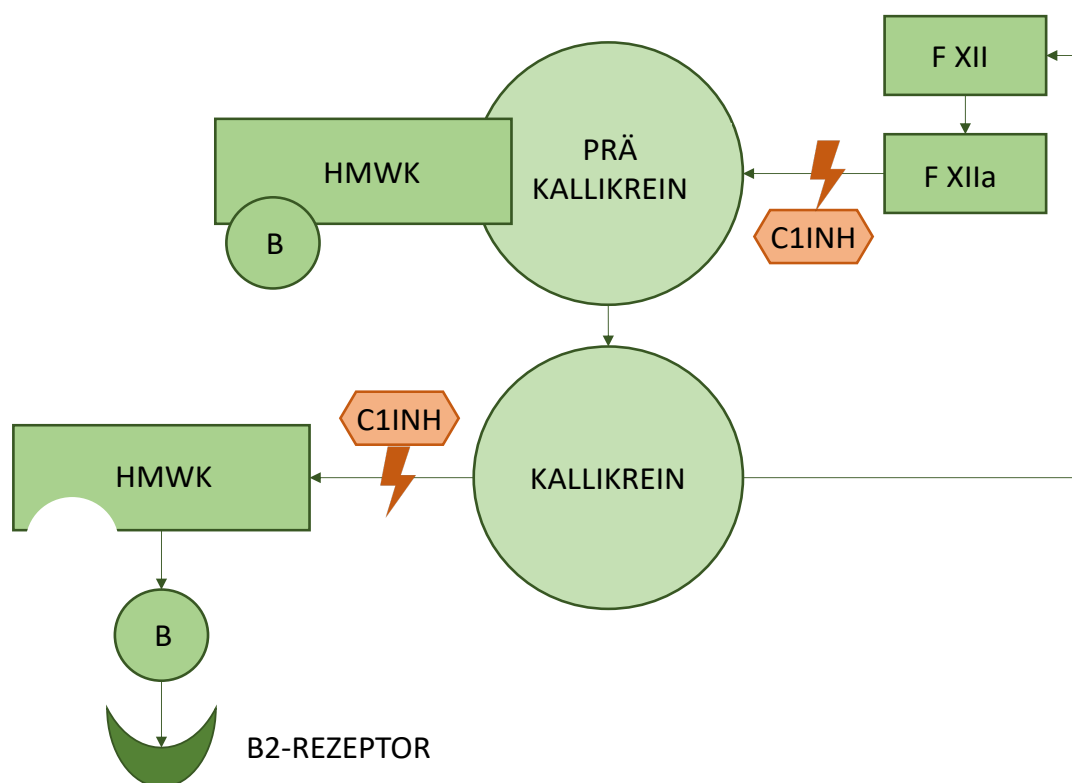 F XII
PRÄ
KALLIKREIN
HMWK
F XIIa
B
C1INH
C1INH
HMWK
KALLIKREIN
B
B2-REZEPTOR